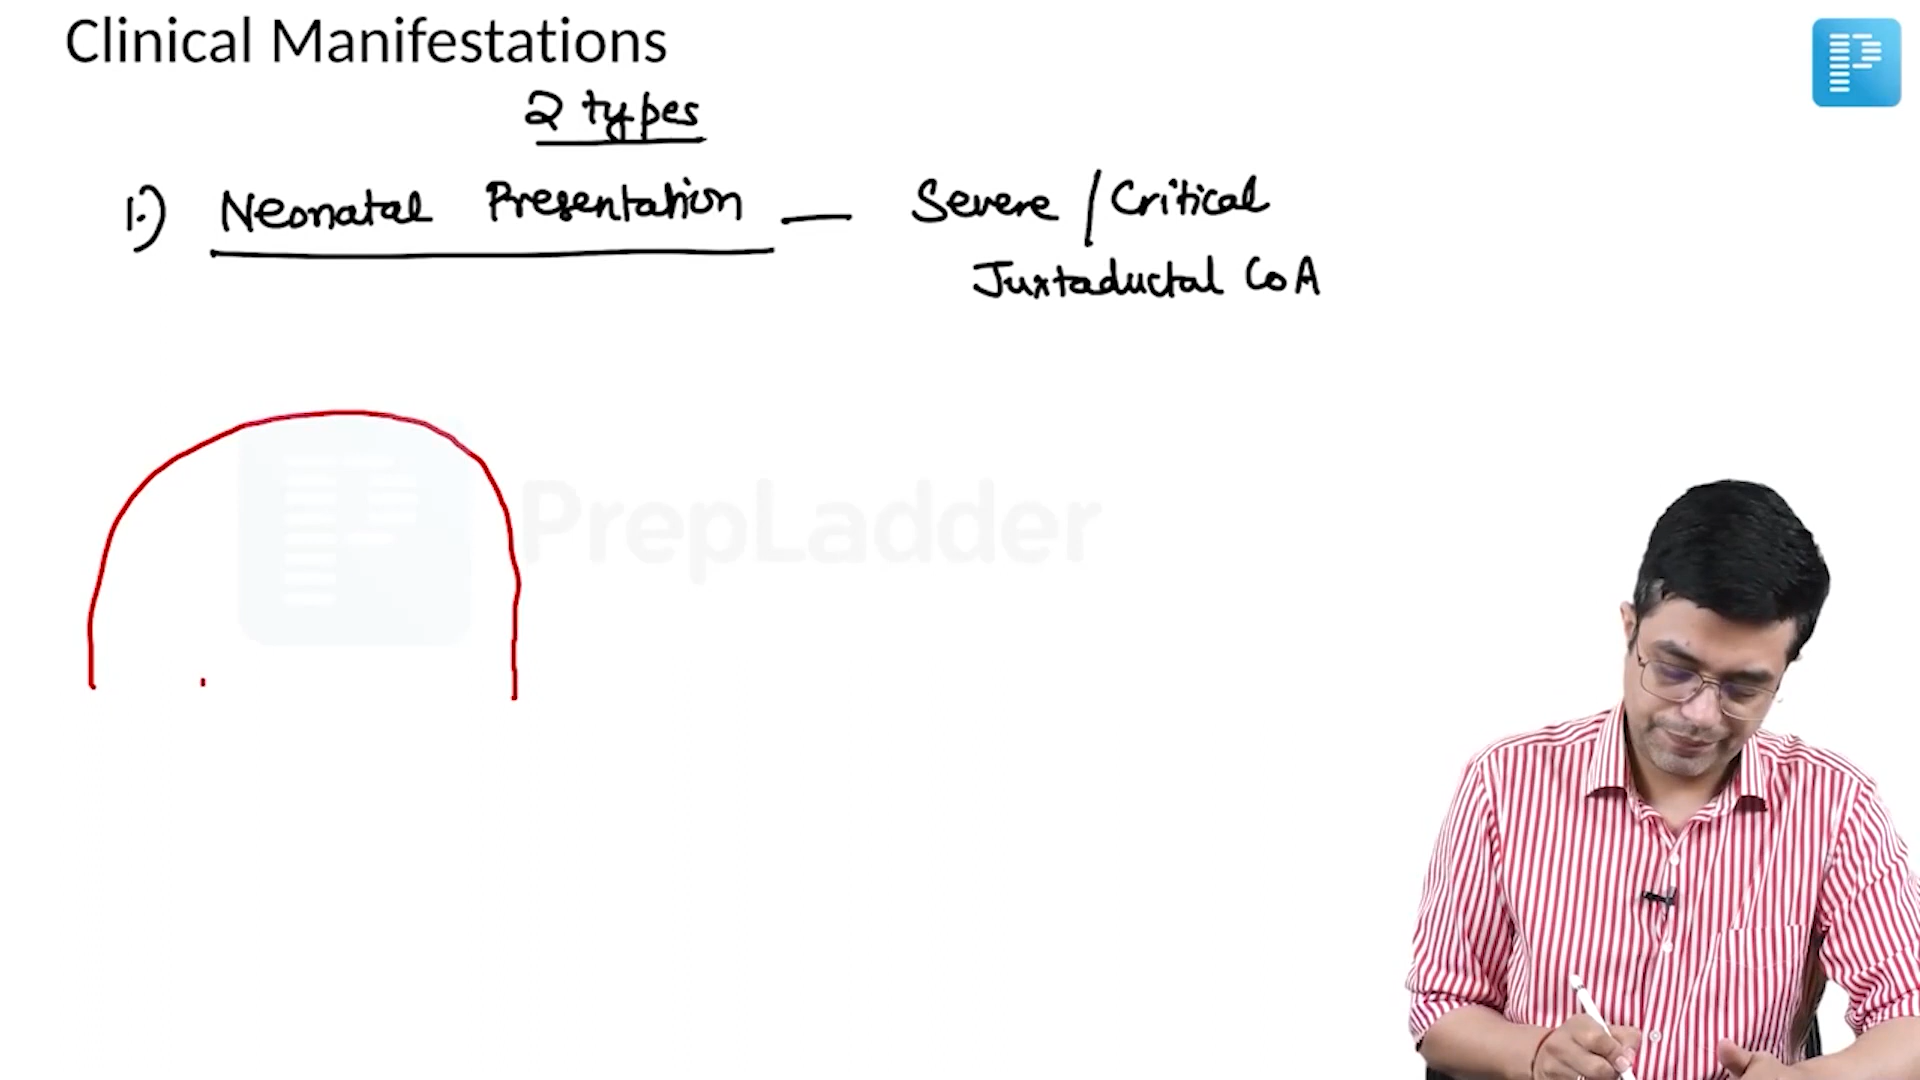 Clinical Manifestations
2 types
1.) Neonatal Presentation — Severe / Critical
Juxtaductal CoA
PrepLadder